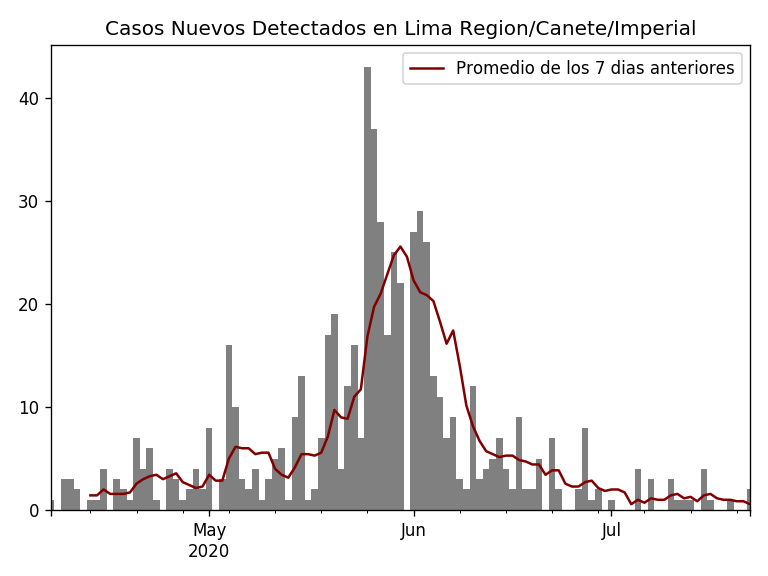 Casos Nuevos Detectados en Lima Region/Canete/Imperial
Promedio de los 7 dias anteriores
40
30
20
10
0
May
2020
Jun
Jul